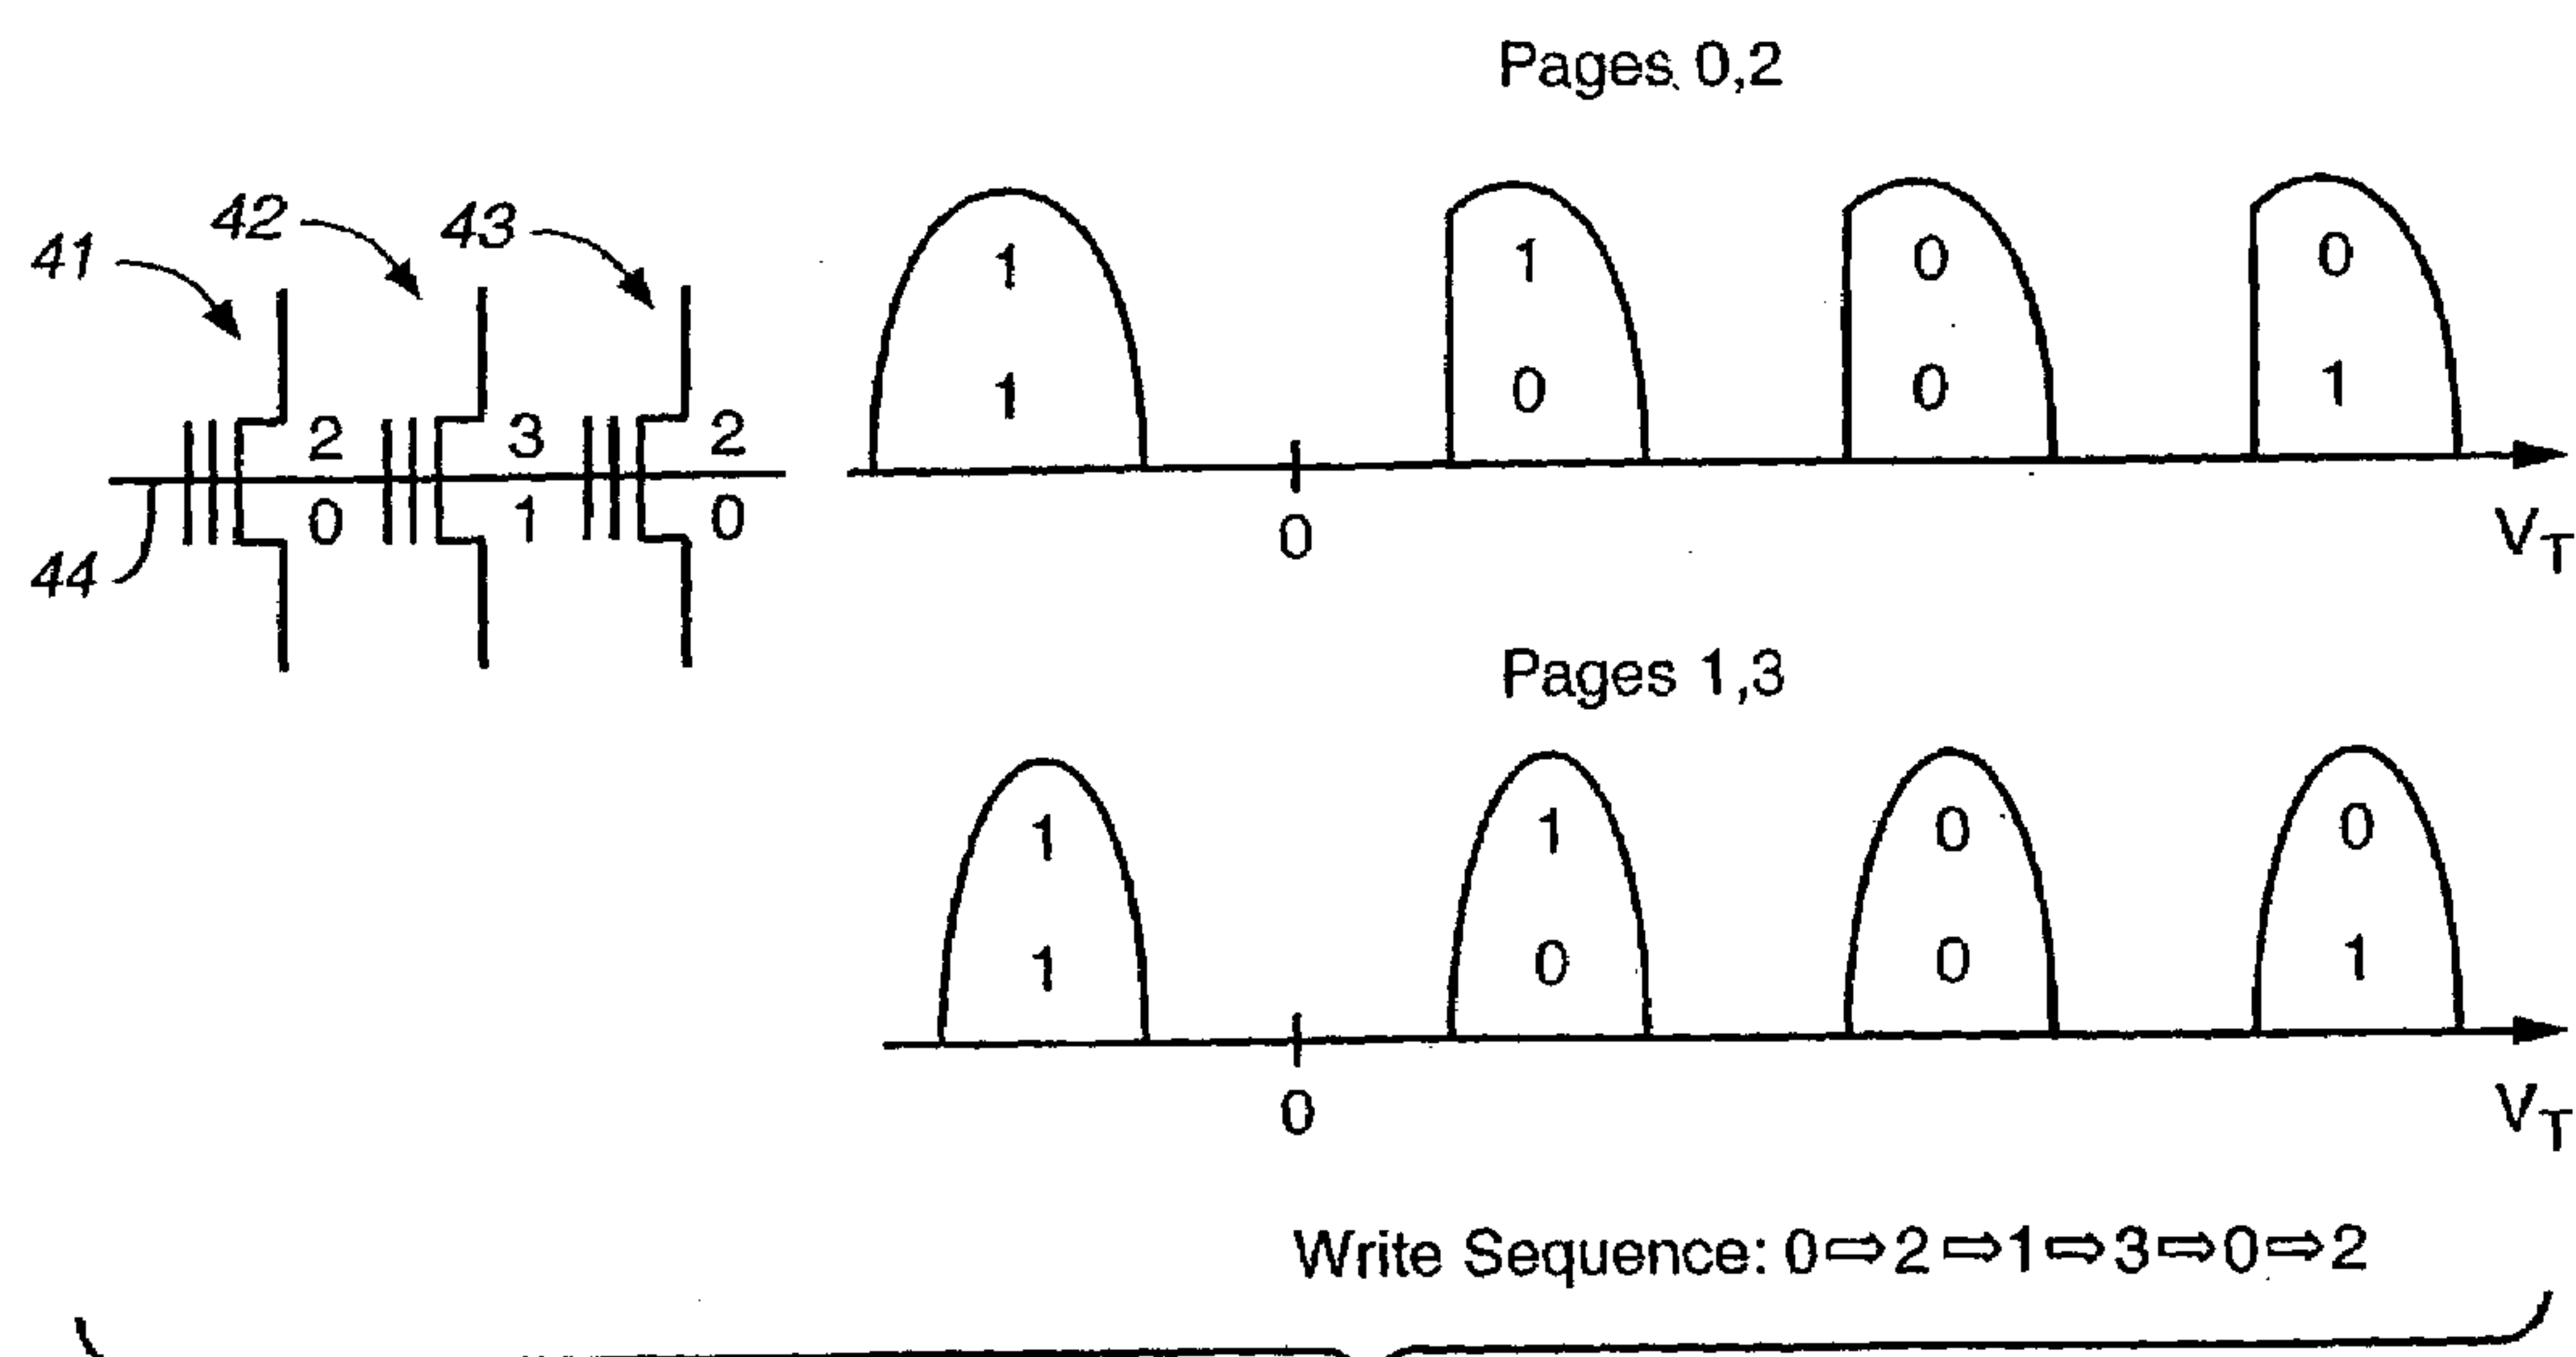 Pages 0,2
41
42
43
44
2 3 2
0 1 0
1 1 0 0
1 0 0 1
0
V_T
Pages 1,3
1 1 0 0
1 0 0 1
0
V_T
Write Sequence: 0⇨2⇨1⇨3⇨0⇨2